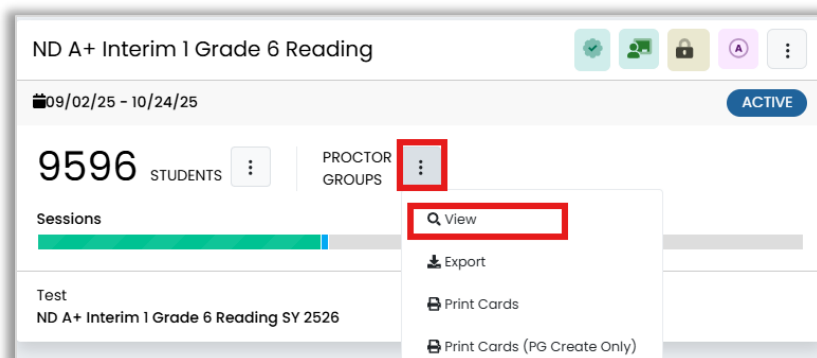 ND A+ Interim 1 Grade 6 Reading
A
09/02/25 - 10/24/25
ACTIVE
9596 STUDENTS
PROCTOR
GROUPS
Sessions
View
Export
Test
ND A+ Interim 1 Grade 6 Reading SY 2526
Print Cards
Print Cards (PG Create Only)